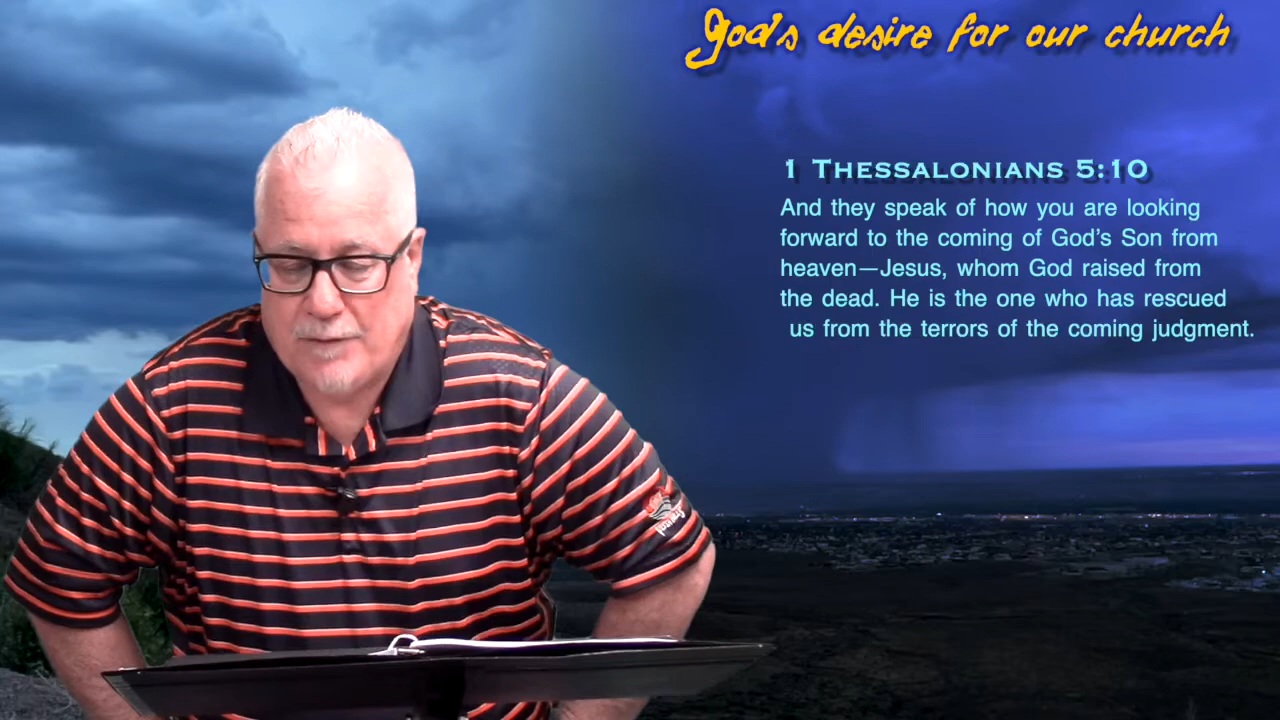 God's desire for our church
1 Thessalonians 5:10
And they speak of how you are looking
forward to the coming of God’s Son from
heaven—Jesus, whom God raised from
the dead. He is the one who has rescued
us from the terrors of the coming judgment.